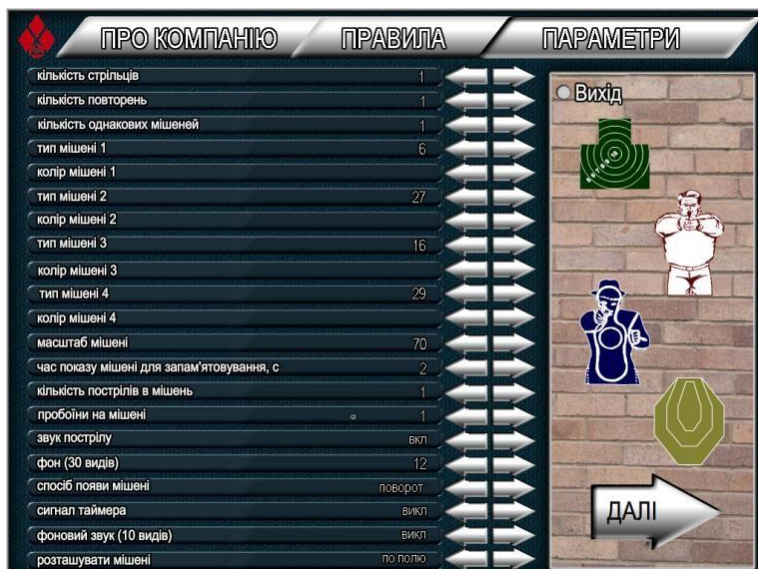 ПРО КОМПАНІЮ ПРАВИЛА ПАРАМЕТРИ
кількість стрільців 1
кількість повторень 1
кількість однакових мішеней 1
тип мішені 1 6
колір мішені 1
тип мішені 2 27
колір мішені 2
тип мішені 3 16
колір мішені 3
тип мішені 4 29
колір мішені 4
масштаб мішені 70
час показу мішені для запам'ятовування, с 2
кількість пострілів в мішень 1
пробоїни на мішені 1
звук пострілу вкл
фон (30 видів) 12
спосіб появи мішені поворот
сигнал таймера викл
фоновий звук (10 видів) викл
розташувати мішені по полю
Вихід
ДАЛІ